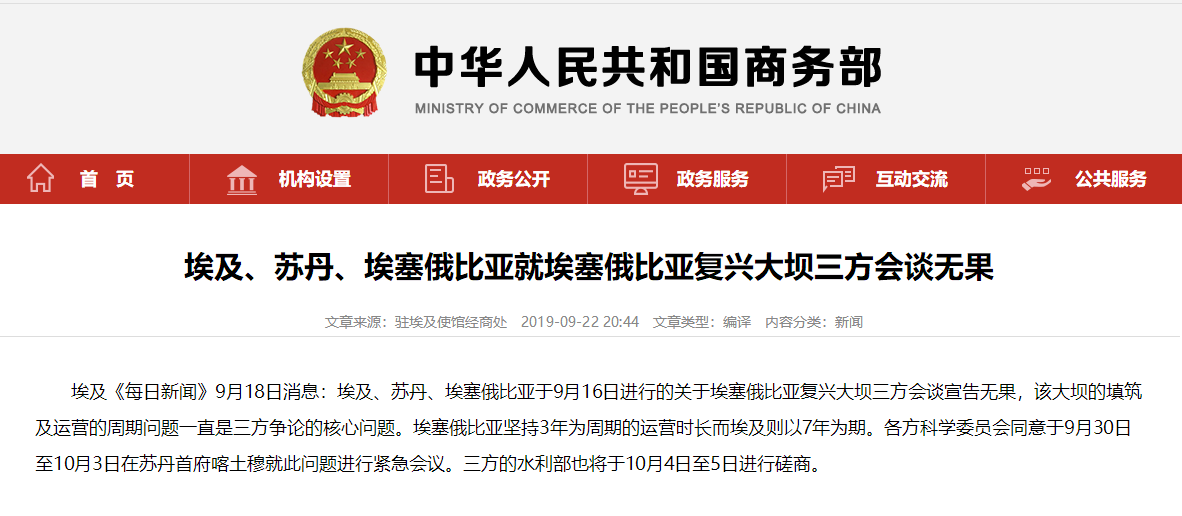 中华人民共和国商务部
MINISTRY OF COMMERCE OF THE PEOPLE'S REPUBLIC OF CHINA
首 页 机构设置 政务公开 政务服务 互动交流 公共服务
埃及、苏丹、埃塞俄比亚就埃塞俄比亚复兴大坝三方会谈无果
文章来源：驻埃及使馆经商处 2019-09-22 20:44 文章类型：编译 内容分类：新闻
埃及《每日新闻》9月18日消息：埃及、苏丹、埃塞俄比亚于9月16日进行的关于埃塞俄比亚复兴大坝三方会谈宣告无果，该大坝的填筑
及运营的周期问题一直是三方争论的核心问题。埃塞俄比亚坚持3年为周期的运营时长而埃及则以7年为期。各方科学委员会同意于9月30日
至10月3日在苏丹首府喀土穆就此问题进行紧急会议。三方的水利部也将于10月4日至5日进行磋商。